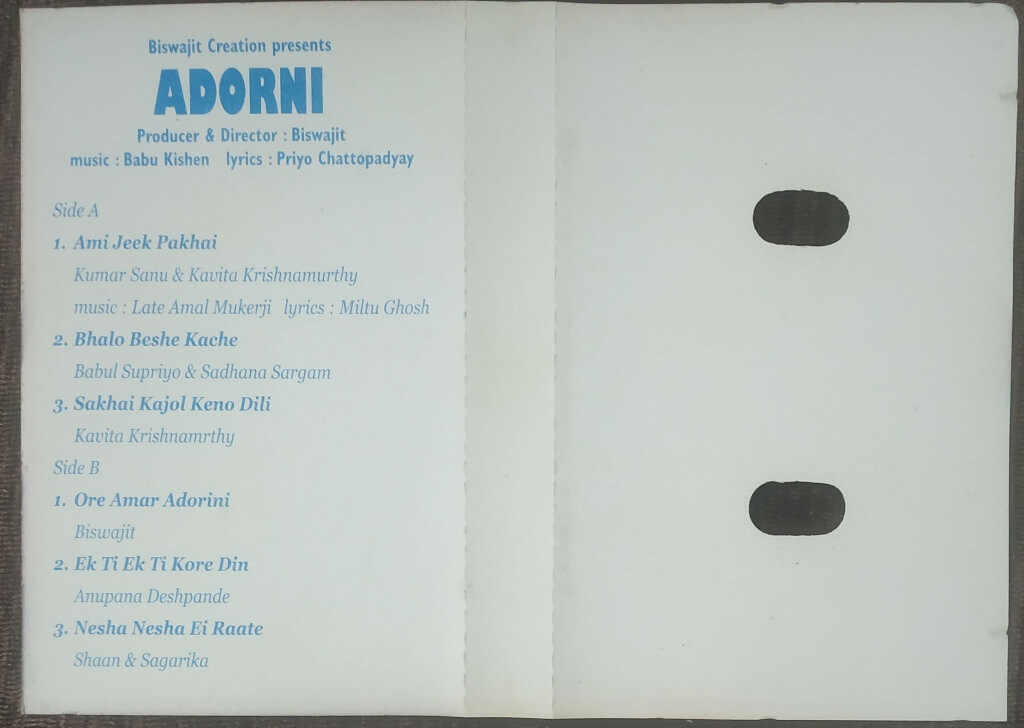 Biswajit Creation presents
ADORNI
Producer & Director : Biswajit
music : Babu Kishen lyrics : Priyo Chattopadyay
Side A
1. Ami Jeek Pakhai
Kumar Sanu & Kavita Krishnamurthy
music : Late Amal Mukerji lyrics : Miltu Ghosh
2. Bhalo Beshe Kache
Babul Supriyo & Sadhana Sargam
3. Sakhai Kajol Keno Dili
Kavita Krishnamrthy
Side B
1. Ore Amar Adorini
Biswajit
2. Ek Ti Ek Ti Kore Din
Anupana Deshpande
3. Nesha Nesha Ei Raate
Shaan & Sagarika